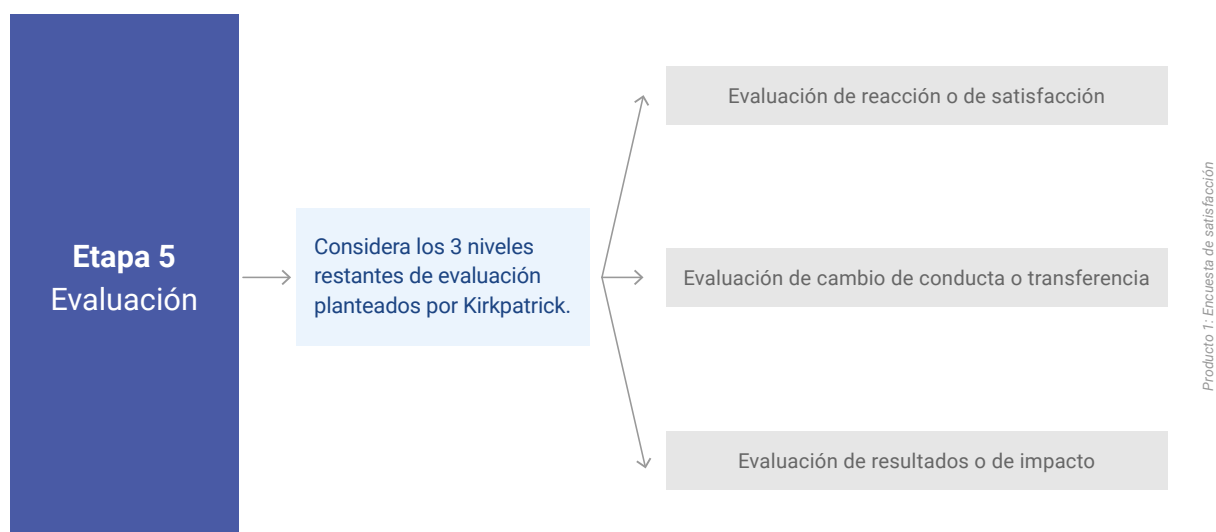 Etapa 5
Evaluación
Considera los 3 niveles
restantes de evaluación
planteados por Kirkpatrick.
Evaluación de reacción o de satisfacción
Evaluación de cambio de conducta o transferencia
Evaluación de resultados o de impacto
Producto 1: Encuesta de satisfacción